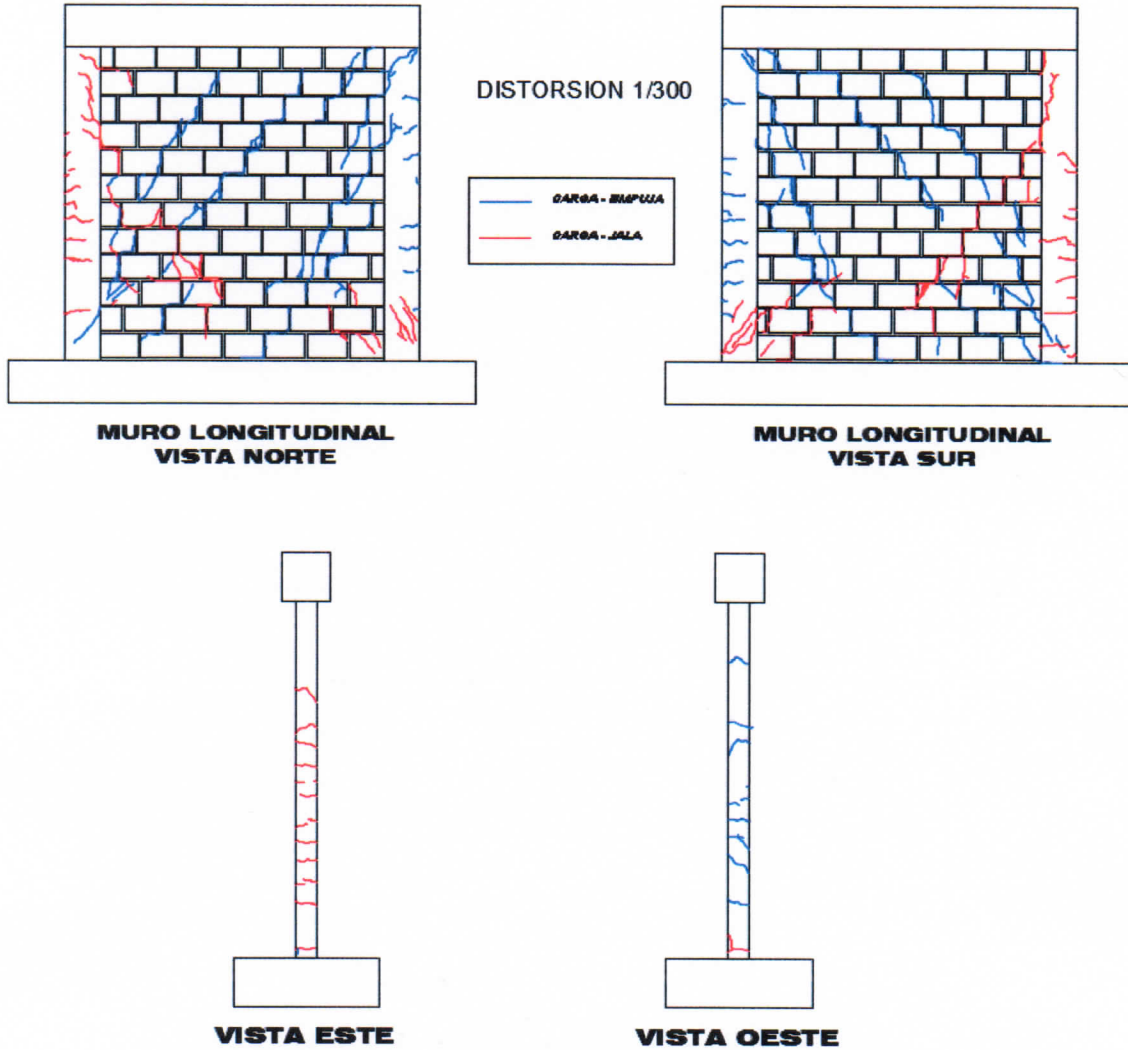 DISTORSION 1/300
CARGA - EMPUJA
CARGA - JALA
MURO LONGITUDINAL
VISTA NORTE
MURO LONGITUDINAL
VISTA SUR
VISTA ESTE
VISTA OESTE